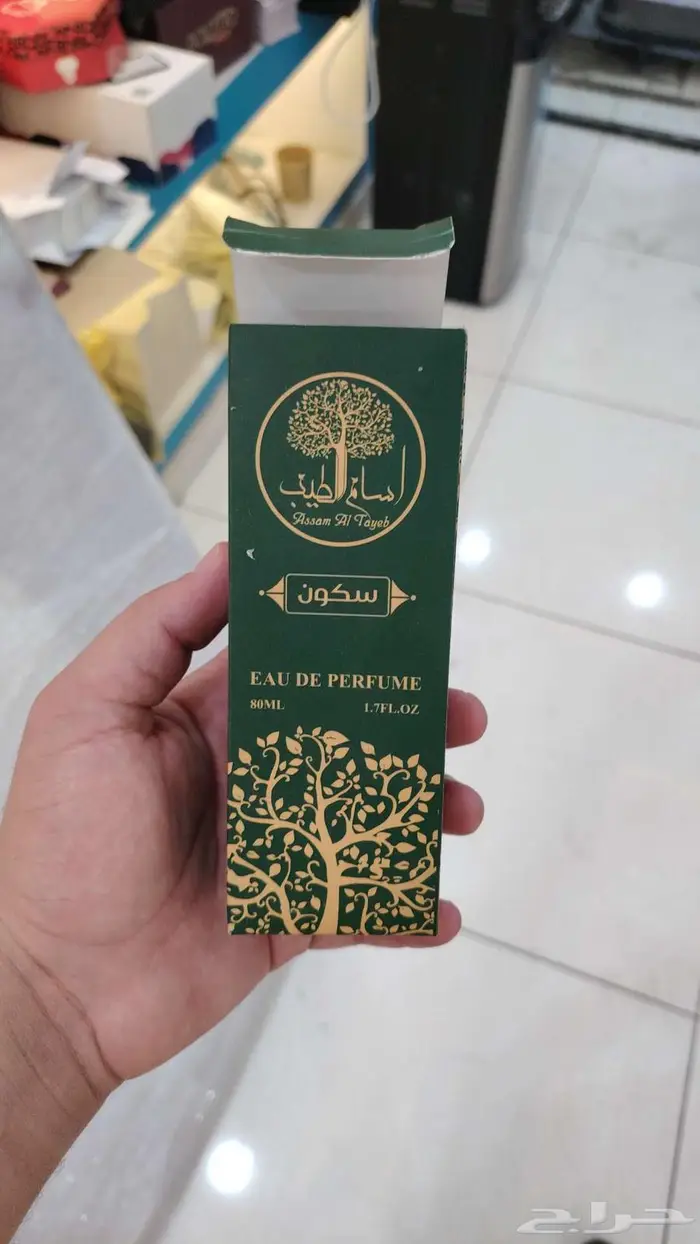 اسام الطيب
Assam Al Tayeb
سكون
EAU DE PERFUME
80ML 1.7FL.OZ
حراج